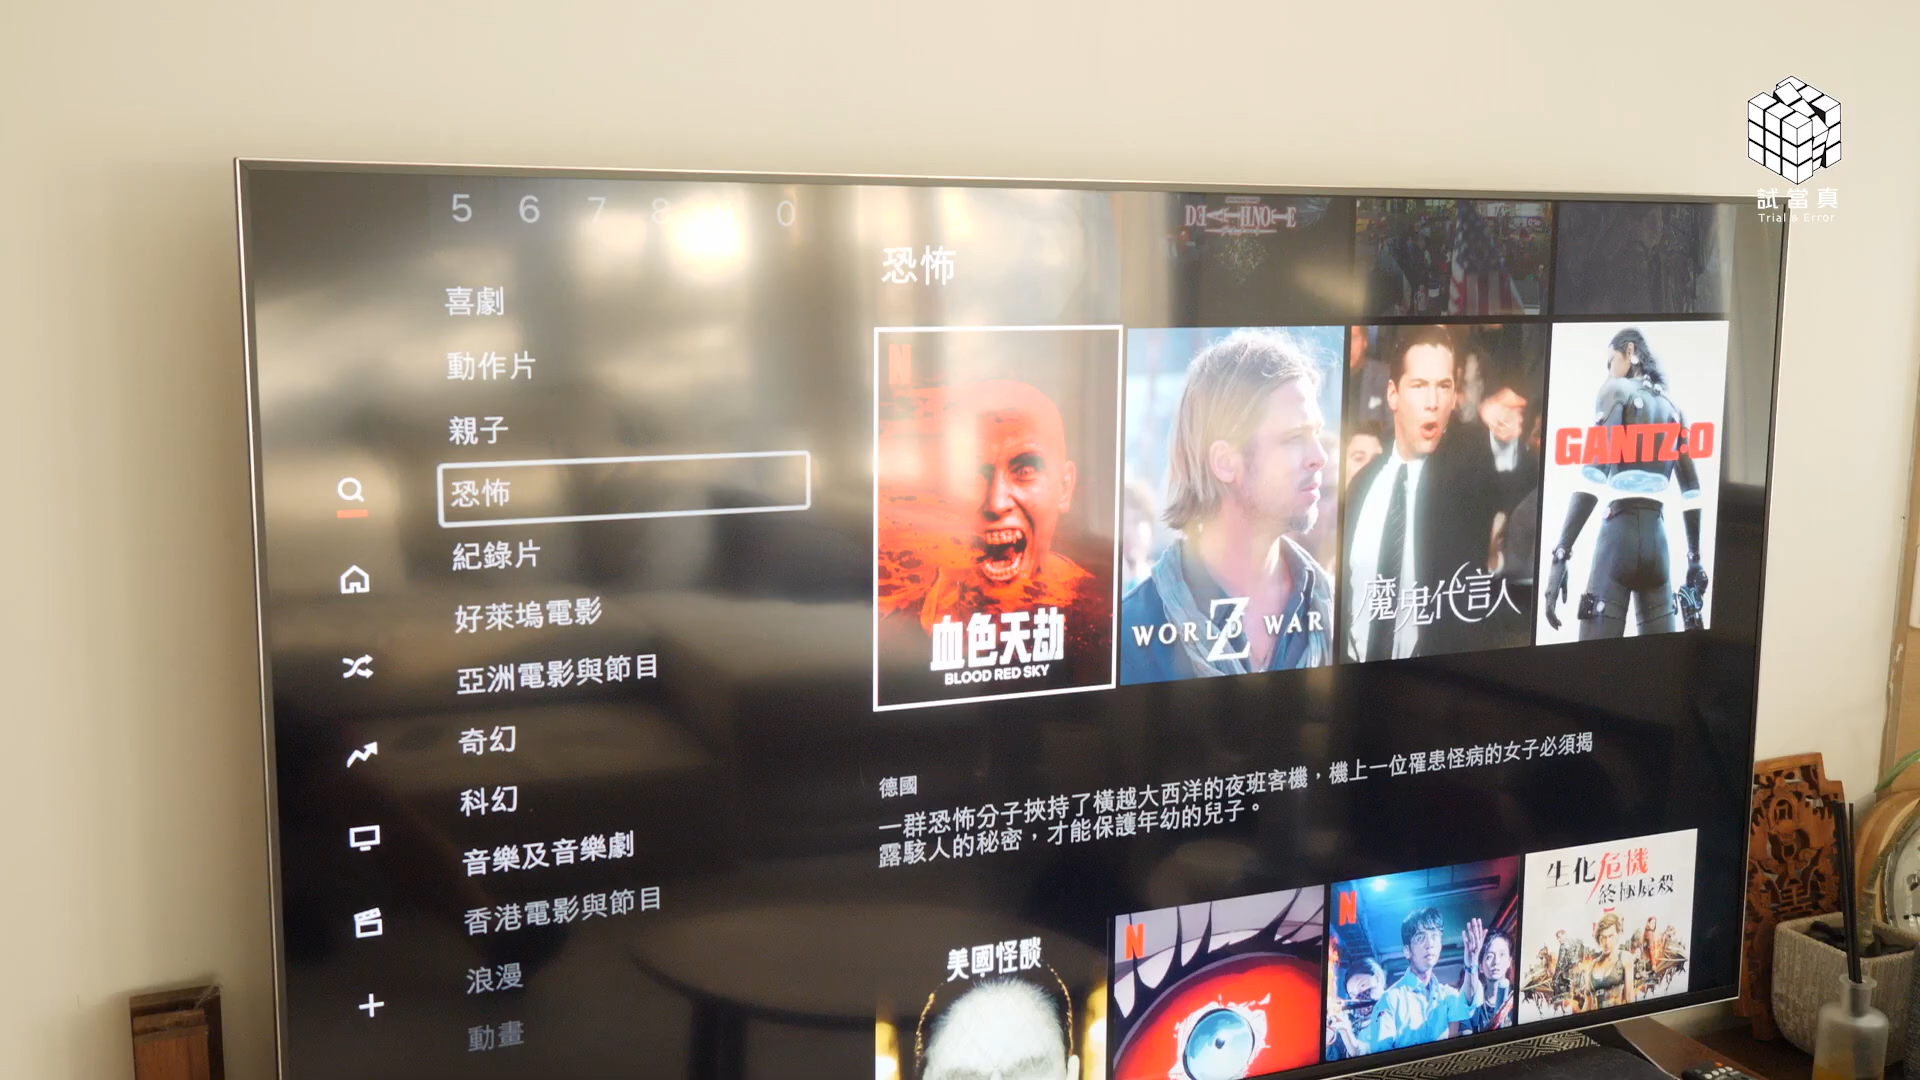 試當真
Trial & Error
5 6 7 8 0
喜劇
動作片
親子
恐怖
紀錄片
好萊塢電影
亞洲電影與節目
奇幻
科幻
音樂及音樂劇
香港電影與節目
浪漫
動畫
恐怖
DEATH NOTE
N
血色天劫
BLOOD RED SKY
WORLD WAR
Z
魔鬼代言人
GANTZ:O
德國
一群恐怖分子挾持了橫越大西洋的夜班客機，機上一位罹患怪病的女子必須揭
露駭人的秘密，才能保護年幼的兒子。
美國怪談
N
N
生化危機
終極屍殺